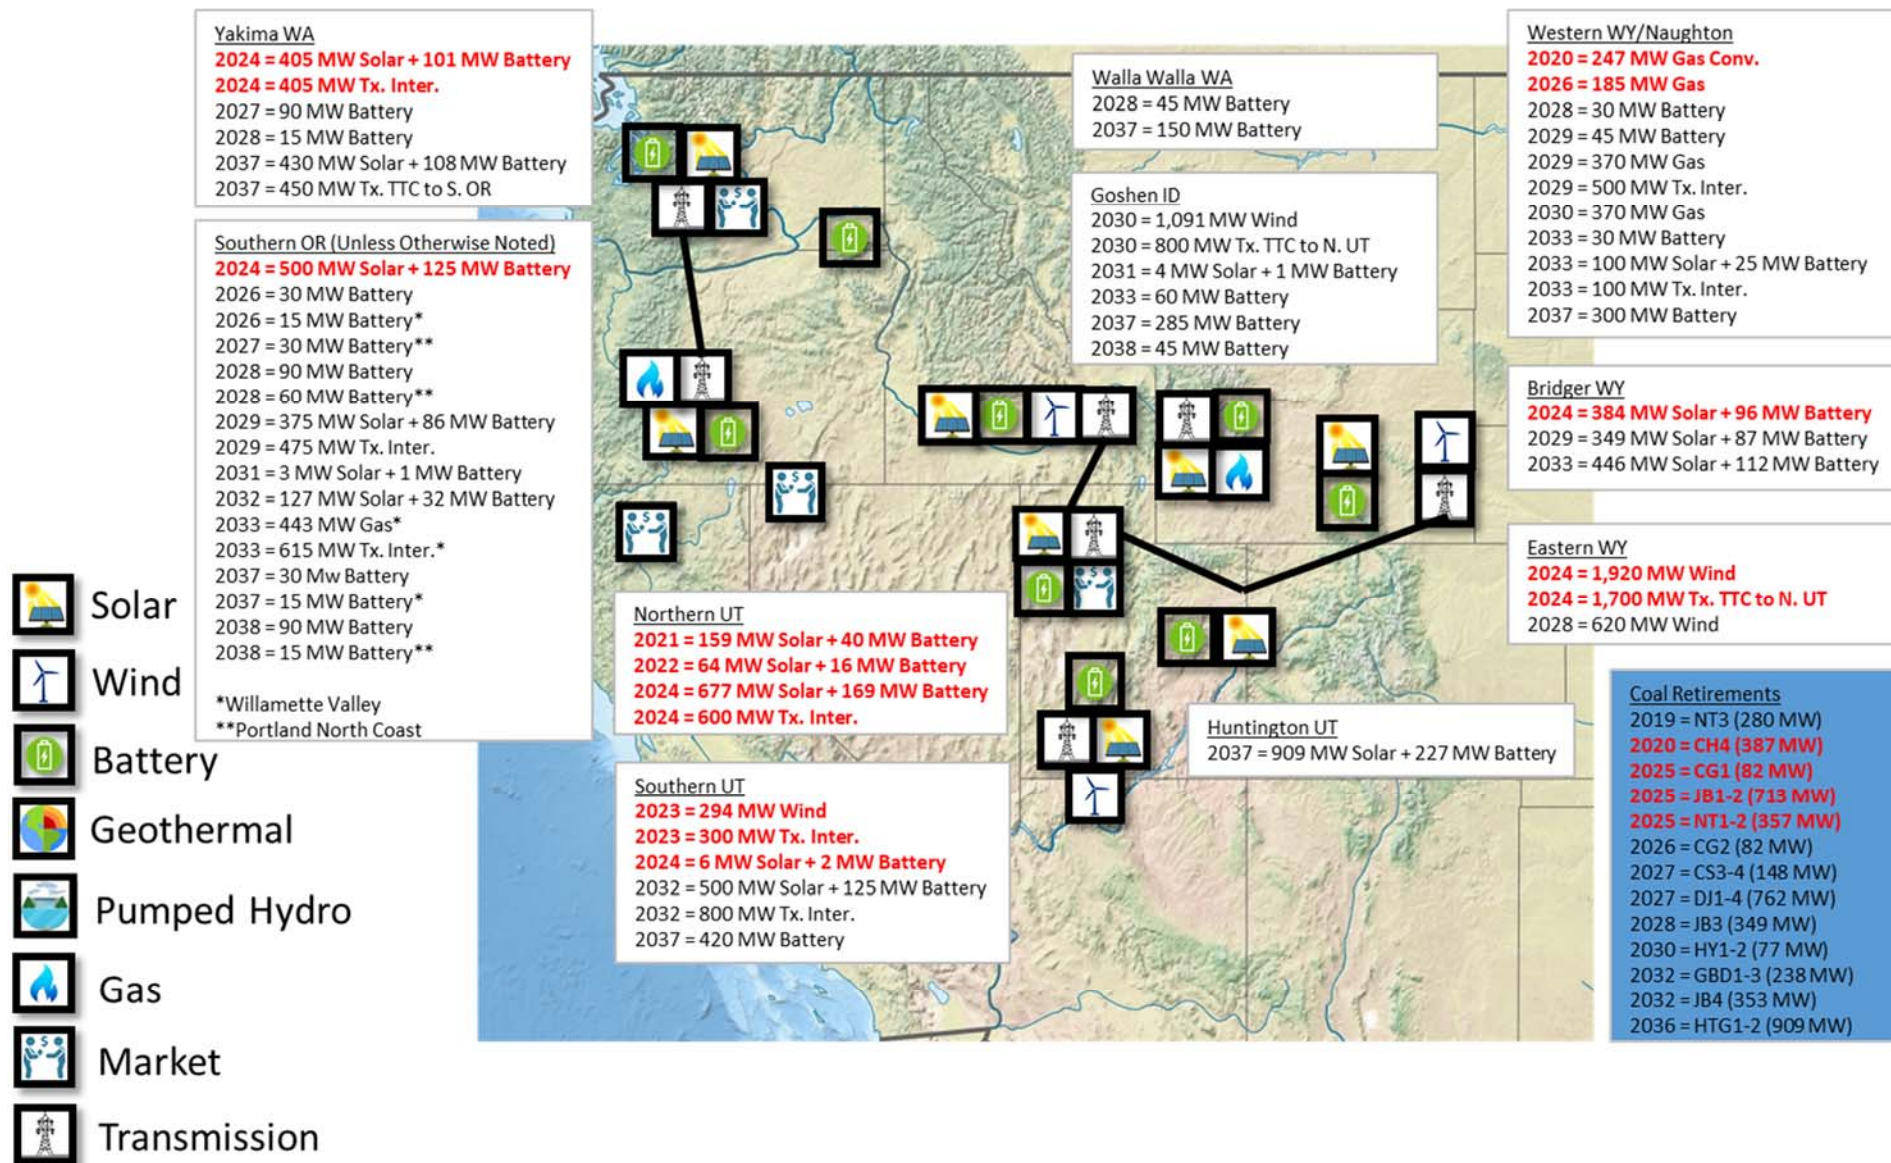 Yakima WA
2024 = 405 MW Solar + 101 MW Battery
2024 = 405 MW Tx. Inter.
2027 = 90 MW Battery
2028 = 15 MW Battery
2037 = 430 MW Solar + 108 MW Battery
2037 = 450 MW Tx. TTC to S. OR
Southern OR (Unless Otherwise Noted)
2024 = 500 MW Solar + 125 MW Battery
2026 = 30 MW Battery
2026 = 15 MW Battery*
2027 = 30 MW Battery**
2028 = 90 MW Battery
2028 = 60 MW Battery**
2029 = 375 MW Solar + 86 MW Battery
2029 = 475 MW Tx. Inter.
2031 = 3 MW Solar + 1 MW Battery
2032 = 127 MW Solar + 32 MW Battery
2033 = 443 MW Gas*
2033 = 615 MW Tx. Inter.*
2037 = 30 Mw Battery
2037 = 15 MW Battery*
2038 = 90 MW Battery
2038 = 15 MW Battery**
*Willamette Valley
**Portland North Coast
Walla Walla WA
2028 = 45 MW Battery
2037 = 150 MW Battery
Goshen ID
2030 = 1,091 MW Wind
2030 = 800 MW Tx. TTC to N. UT
2031 = 4 MW Solar + 1 MW Battery
2033 = 60 MW Battery
2037 = 285 MW Battery
2038 = 45 MW Battery
Western WY/Naughton
2020 = 247 MW Gas Conv.
2026 = 185 MW Gas
2028 = 30 MW Battery
2029 = 45 MW Battery
2029 = 370 MW Gas
2029 = 500 MW Tx. Inter.
2030 = 370 MW Gas
2033 = 30 MW Battery
2033 = 100 MW Solar + 25 MW Battery
2033 = 100 MW Tx. Inter.
2037 = 300 MW Battery
Bridger WY
2024 = 384 MW Solar + 96 MW Battery
2029 = 349 MW Solar + 87 MW Battery
2033 = 446 MW Solar + 112 MW Battery
Eastern WY
2024 = 1,920 MW Wind
2024 = 1,700 MW Tx. TTC to N. UT
2028 = 620 MW Wind
Northern UT
2021 = 159 MW Solar + 40 MW Battery
2022 = 64 MW Solar + 16 MW Battery
2024 = 677 MW Solar + 169 MW Battery
2024 = 600 MW Tx. Inter.
Southern UT
2023 = 294 MW Wind
2023 = 300 MW Tx. Inter.
2024 = 6 MW Solar + 2 MW Battery
2032 = 500 MW Solar + 125 MW Battery
2032 = 800 MW Tx. Inter.
2037 = 420 MW Battery
Huntington UT
2037 = 909 MW Solar + 227 MW Battery
Coal Retirements
2019 = NT3 (280 MW)
2020 = CH4 (387 MW)
2025 = CG1 (82 MW)
2025 = JB1-2 (713 MW)
2025 = NT1-2 (357 MW)
2026 = CG2 (82 MW)
2027 = CS3-4 (148 MW)
2027 = DJ1-4 (762 MW)
2028 = JB3 (349 MW)
2030 = HY1-2 (77 MW)
2032 = GBD1-3 (238 MW)
2032 = JB4 (353 MW)
2036 = HTG1-2 (909 MW)
Solar
Wind
Battery
Geothermal
Pumped Hydro
Gas
Market
Transmission